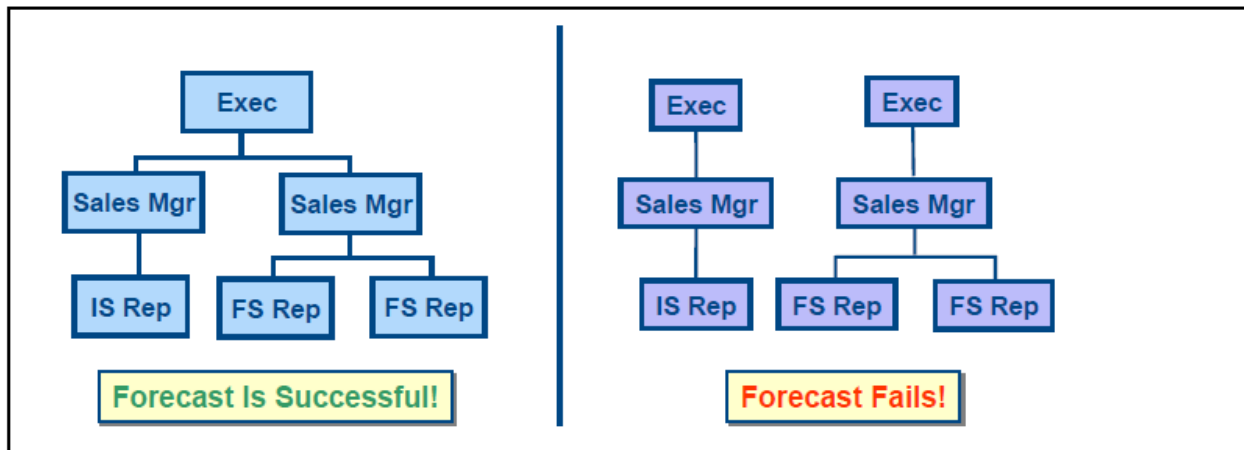 Exec
Sales Mgr
Sales Mgr
IS Rep
FS Rep
FS Rep
Forecast Is Successful!
Exec
Exec
Sales Mgr
Sales Mgr
IS Rep
FS Rep
FS Rep
Forecast Fails!